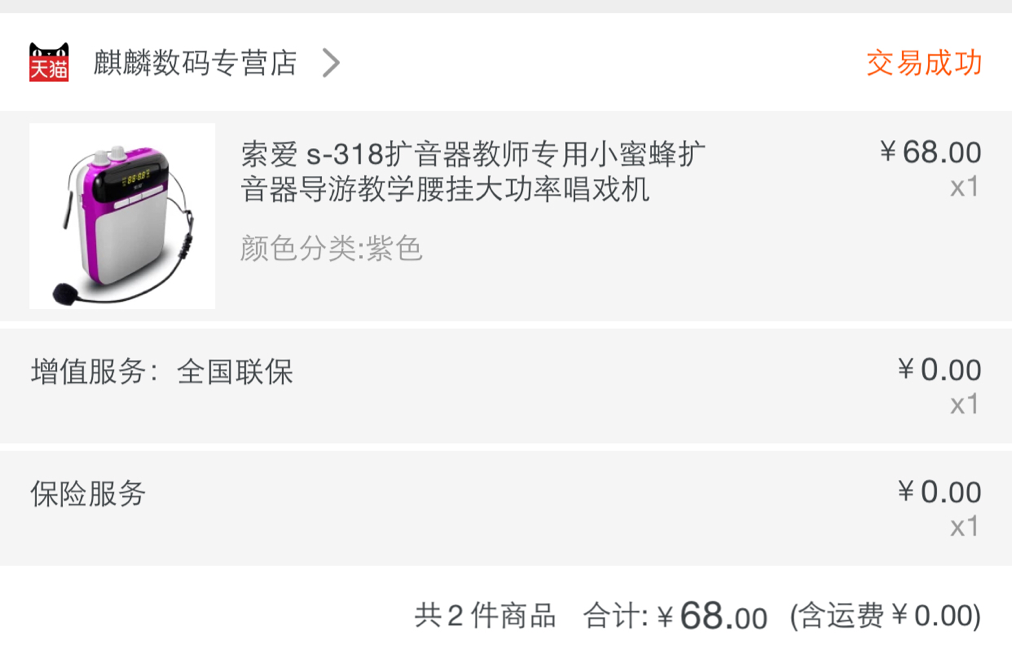 天猫
麒麟数码专营店
交易成功
索爱 s-318扩音器教师专用小蜜蜂扩
音器导游教学腰挂大功率唱戏机
¥68.00
x1
颜色分类:紫色
增值服务：全国联保
¥0.00
x1
保险服务
¥0.00
x1
共2件商品 合计:¥68.00 (含运费¥0.00)